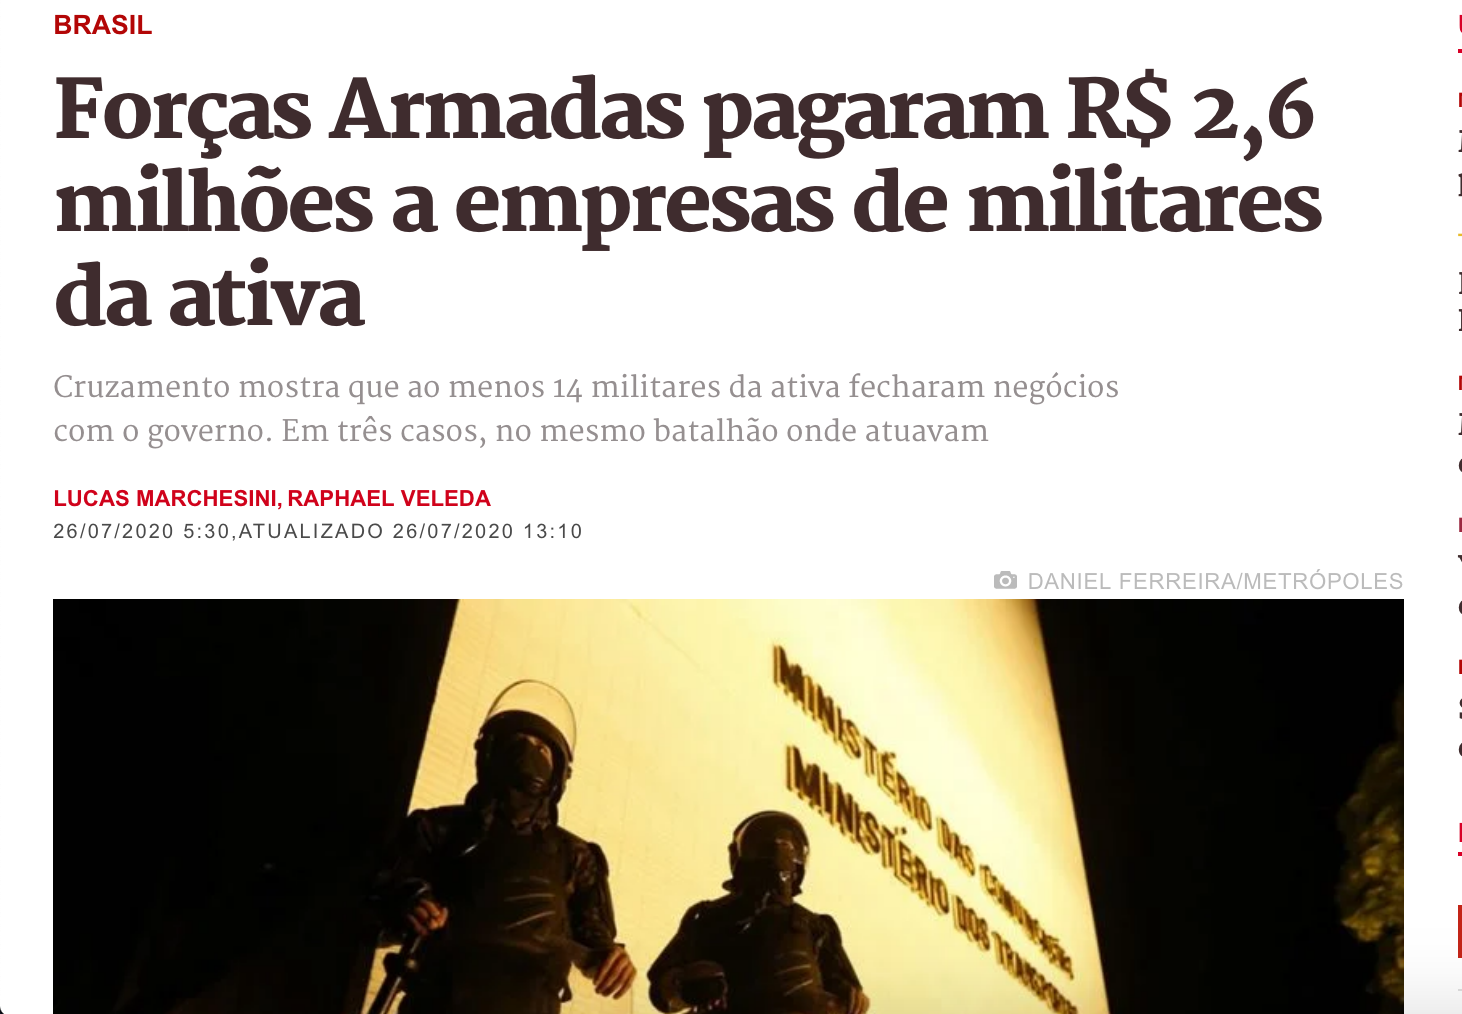 BRASIL
Forças Armadas pagaram R$ 2,6
milhões a empresas de militares
da ativa
Cruzamento mostra que ao menos 14 militares da ativa fecharam negócios
com o governo. Em três casos, no mesmo batalhão onde atuavam
LUCAS MARCHESINI, RAPHAEL VELEDA
26/07/2020 5:30,ATUALIZADO 26/07/2020 13:10
DANIEL FERREIRA/METRÓPOLES
MINISTÉRIO DAS COMUNICAÇÕES
MINISTÉRIO DOS TRANSPORTES